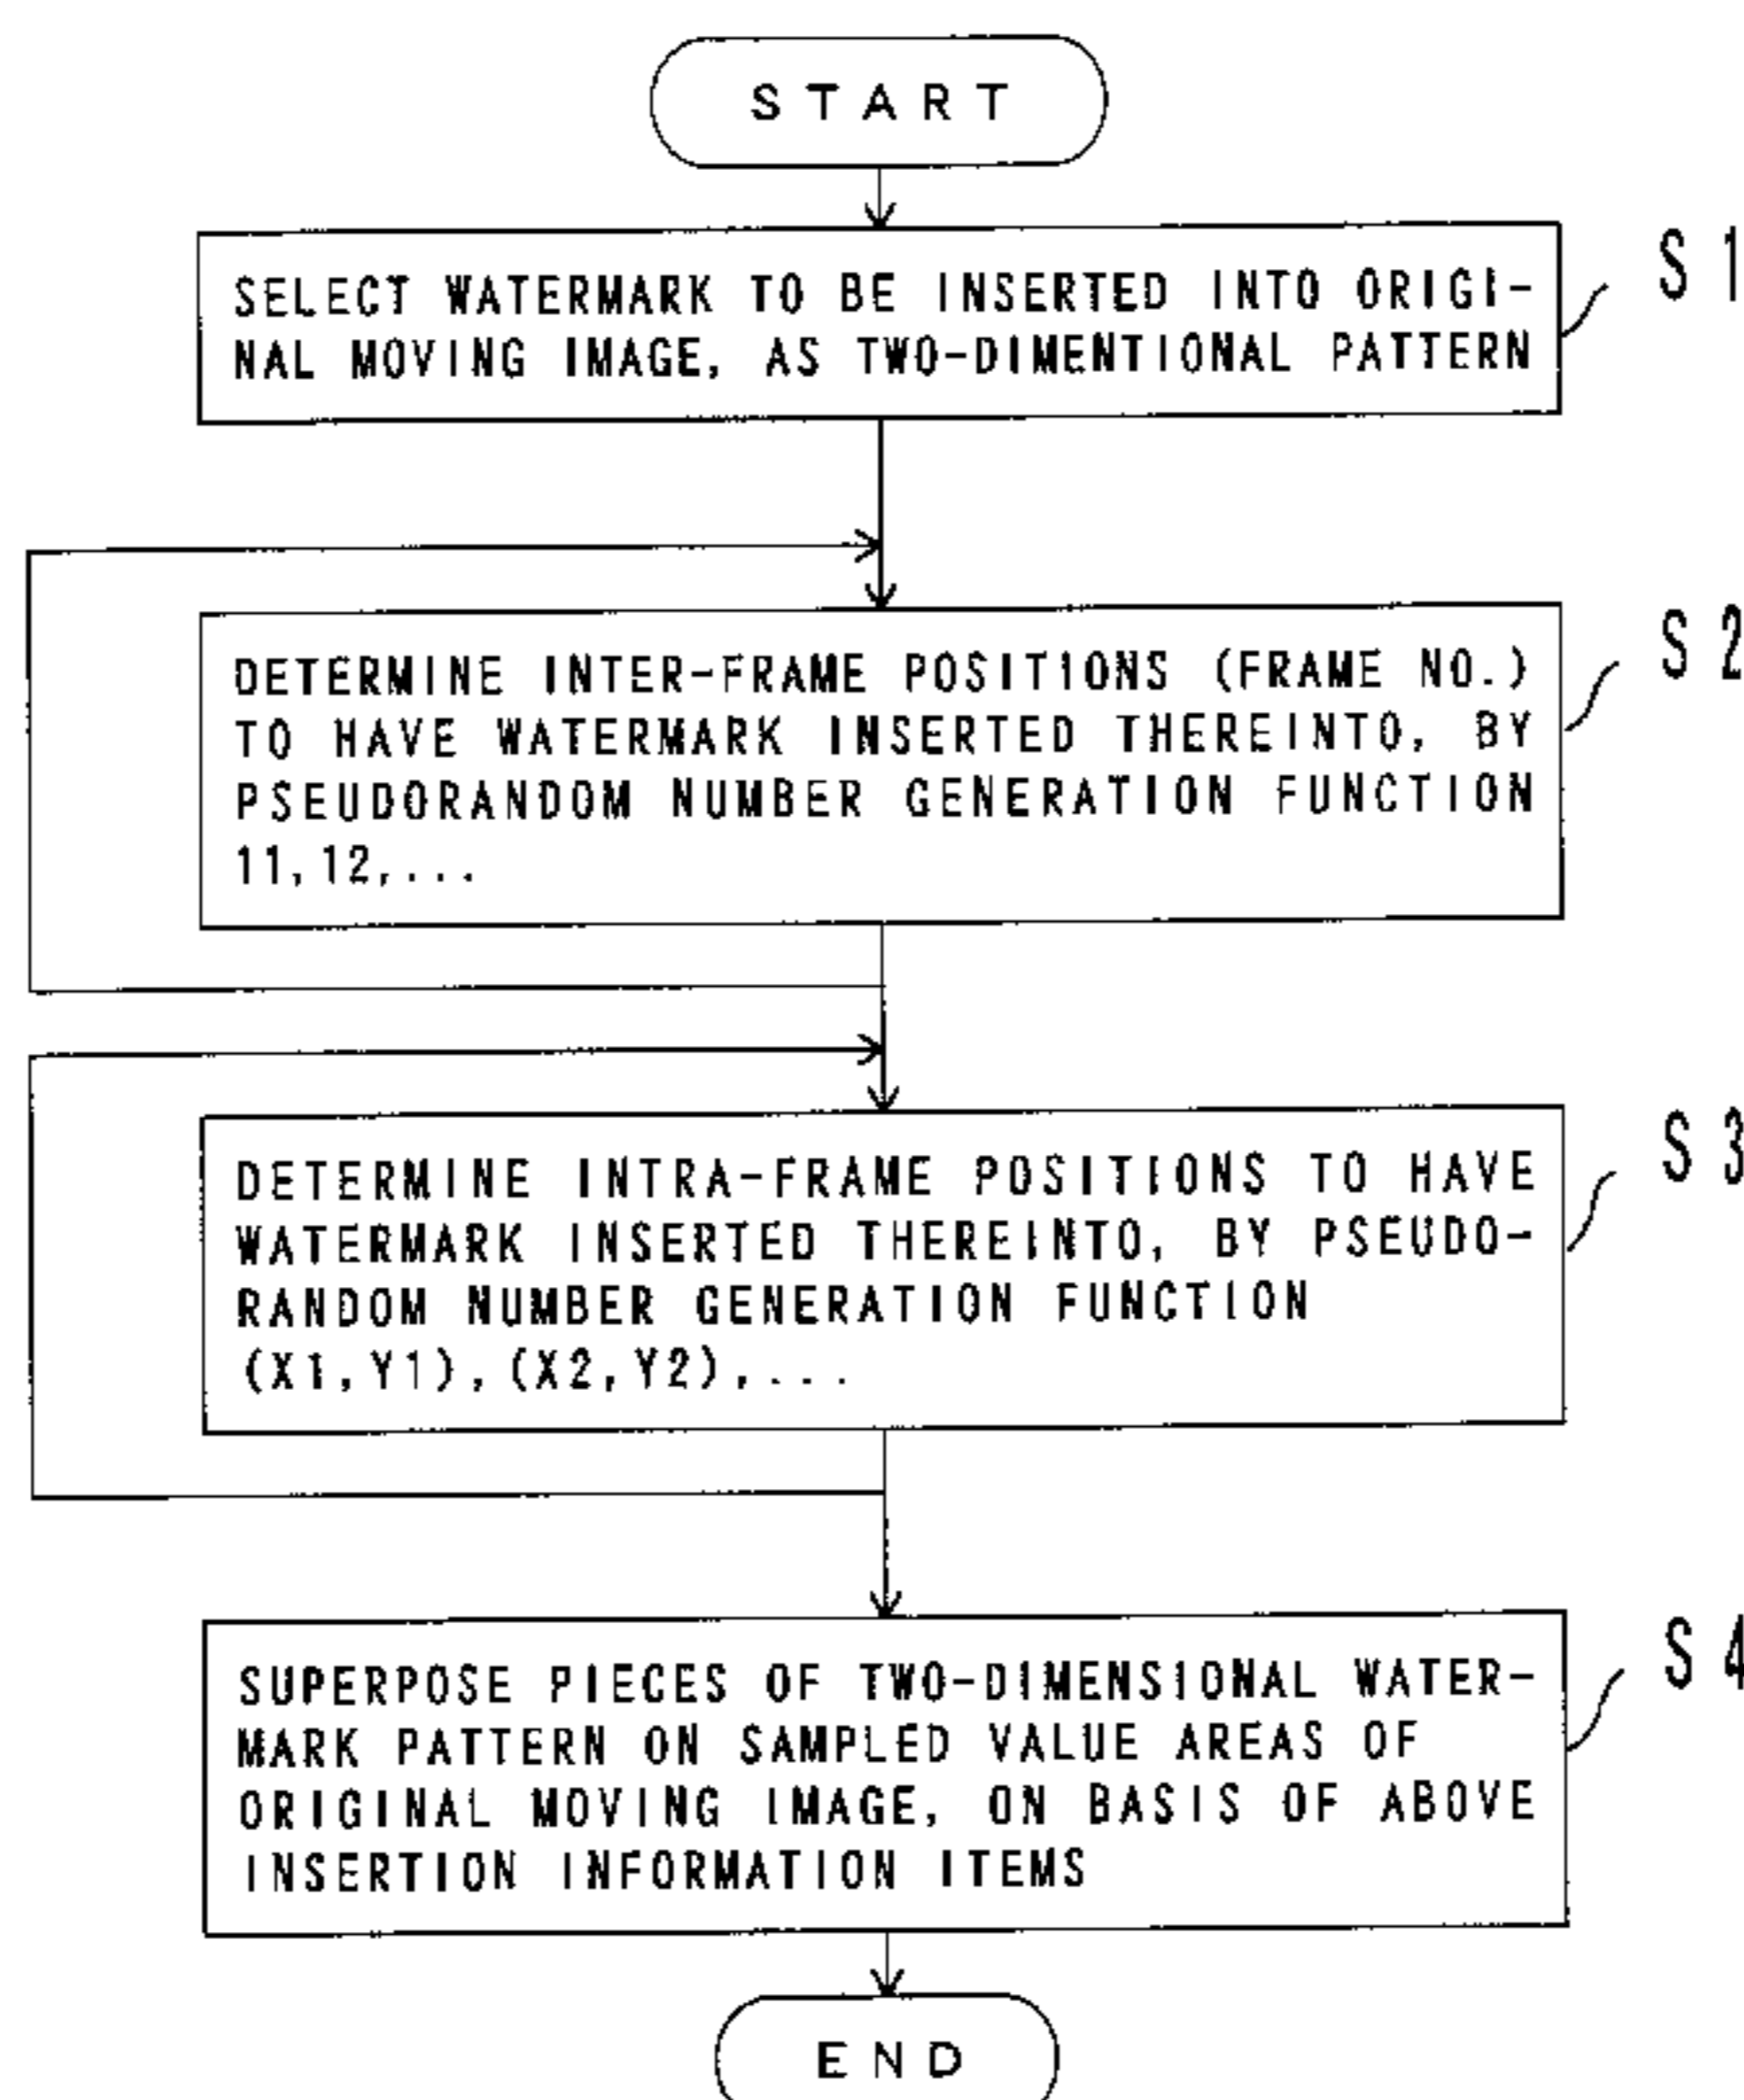 START
S1
SELECT WATERMARK TO BE INSERTED INTO ORIGI-
NAL MOVING IMAGE, AS TWO-DIMENTIONAL PATTERN
S2
DETERMINE INTER-FRAME POSITIONS (FRAME NO.)
TO HAVE WATERMARK INSERTED THEREINTO, BY
PSEUDORANDOM NUMBER GENERATION FUNCTION
11,12,...
S3
DETERMINE INTRA-FRAME POSITIONS TO HAVE
WATERMARK INSERTED THEREINTO, BY PSEUDO-
RANDOM NUMBER GENERATION FUNCTION
(X1,Y1),(X2,Y2),...
S4
SUPERPOSE PIECES OF TWO-DIMENSIONAL WATER-
MARK PATTERN ON SAMPLED VALUE AREAS OF
ORIGINAL MOVING IMAGE, ON BASIS OF ABOVE
INSERTION INFORMATION ITEMS
END